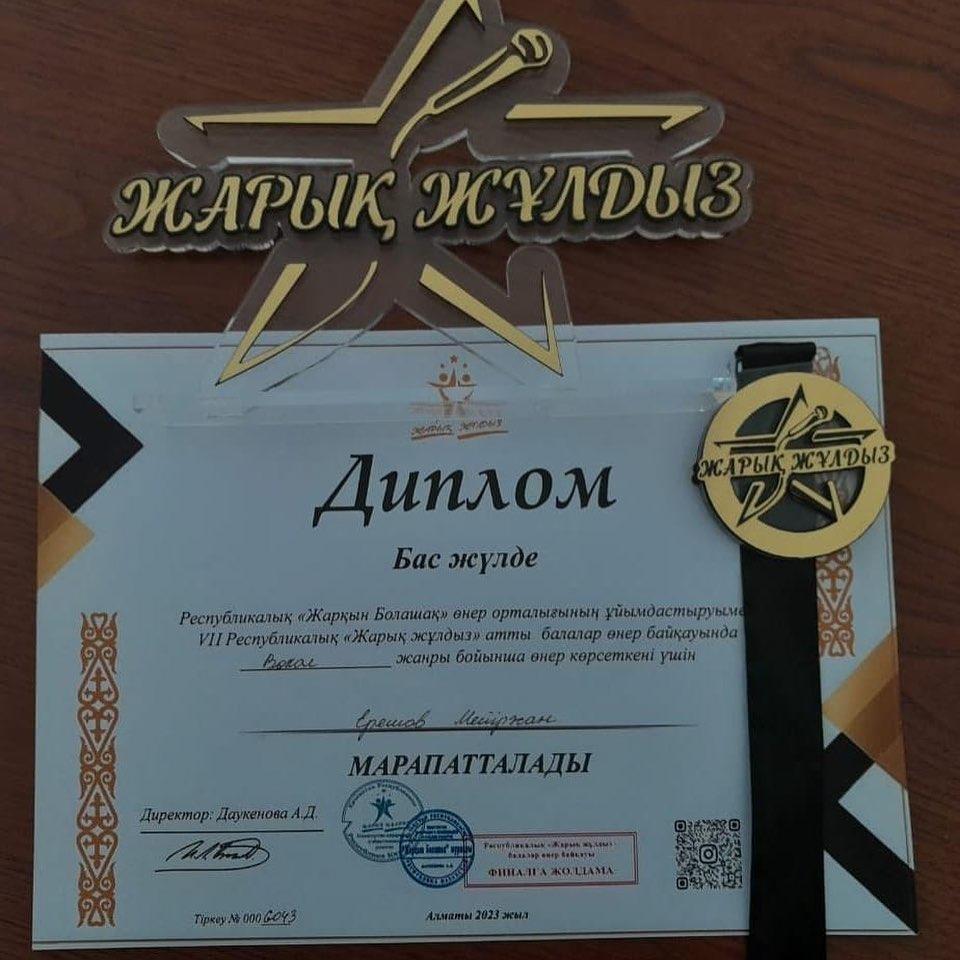 ЖАРЫҚ ЖҰЛДЫЗ
ЖАРЫҚ ЖҰЛДЫЗ
ЖАРЫҚ ЖҰЛДЫЗ
Диплом
Бас жүлде
Республикалық «Жарқын Болашақ» өнер орталығының ұйымдастыруыме
VII Республикалық «Жарық жұлдыз» атты балалар өнер байқауында
Вокал жанры бойынша өнер көрсеткені үшін
Ерешов Мейіржан
МАРАПАТТАЛАДЫ
Директор: Даукенова А.Д.
Республикалық «Жарық жұлдыз»
балалар өнер байқауы
ФИНАЛҒА ЖОЛДАМА
Тіркеу № 000 6043
Алматы 2023 жыл